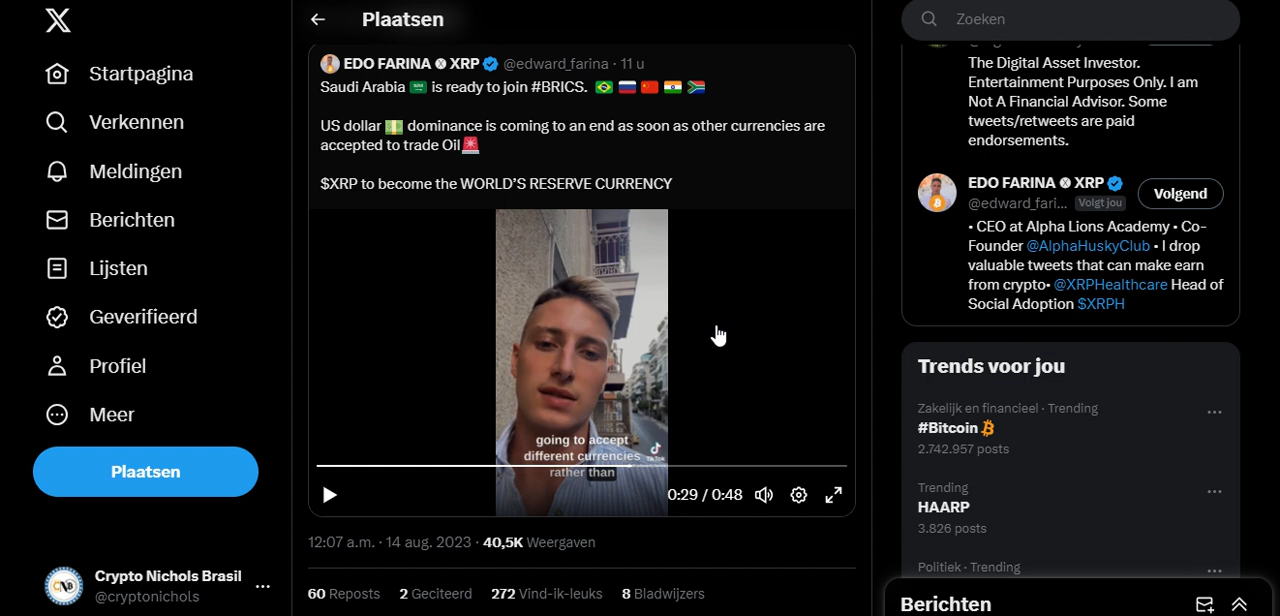 X
Startpagina
Verkennen
Meldingen
Berichten
Lijsten
Geverifieerd
Profiel
Meer
Plaatsen
Crypto Nichols Brasil
@cryptonichols
Plaatsen
EDO FARINA XRP @edward_farina · 11 u
Saudi Arabia 🇸🇦 is ready to join #BRICS. 🇧🇷 🇷🇺 🇨🇳 🇮🇳 🇿🇦
US dollar 💵 dominance is coming to an end as soon as other currencies are
accepted to trade Oil🚨
$XRP to become the WORLD'S RESERVE CURRENCY
going to accept
different currencies
rather than
0:29 / 0:48
12:07 a.m. · 14 aug. 2023 · 40,5K Weergaven
60 Reposts 2 Geciteerd 272 Vind-ik-leuks 8 Bladwijzers
Zoeken
The Digital Asset Investor.
Entertainment Purposes Only. I am
Not A Financial Advisor. Some
tweets/retweets are paid
endorsements.
EDO FARINA XRP
@edward_fari... Volgt jou
Volgend
• CEO at Alpha Lions Academy • Co-
Founder @AlphaHuskyClub • I drop
valuable tweets that can make earn
from crypto• @XRPHealthcare Head of
Social Adoption $XRPH
Trends voor jou
Zakelijk en financieel · Trending
#Bitcoin
2.742.957 posts
Trending
HAARP
3.826 posts
Politiek · Trending
Berichten